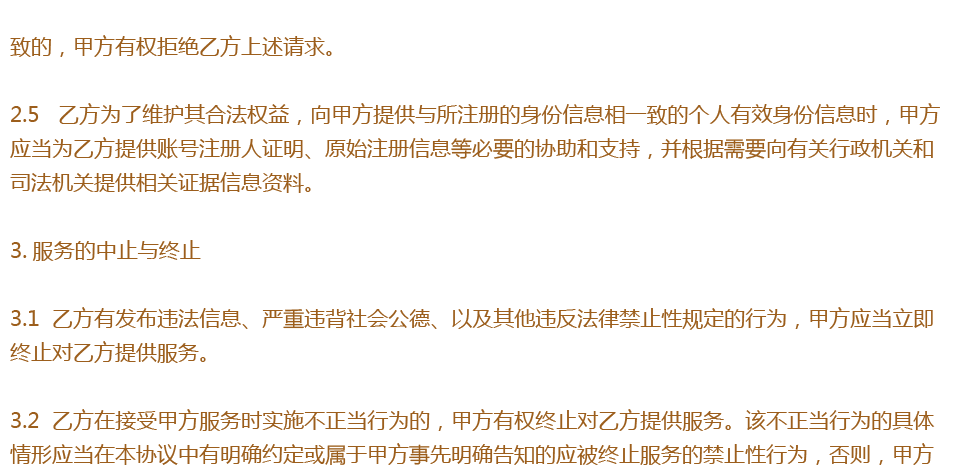 致的，甲方有权拒绝乙方上述请求。
2.5 乙方为了维护其合法权益，向甲方提供与所注册的身份信息相一致的个人有效身份信息时，甲方
应当为乙方提供账号注册人证明、原始注册信息等必要的协助和支持，并根据需要向有关行政机关和
司法机关提供相关证据信息资料。
3. 服务的中止与终止
3.1 乙方有发布违法信息、严重违背社会公德、以及其他违反法律禁止性规定的行为，甲方应当立即
终止对乙方提供服务。
3.2 乙方在接受甲方服务时实施不正当行为的，甲方有权终止对乙方提供服务。该不正当行为的具体
情形应当在本协议中有明确约定或属于甲方事先明确告知的应被终止服务的禁止性行为，否则，甲方